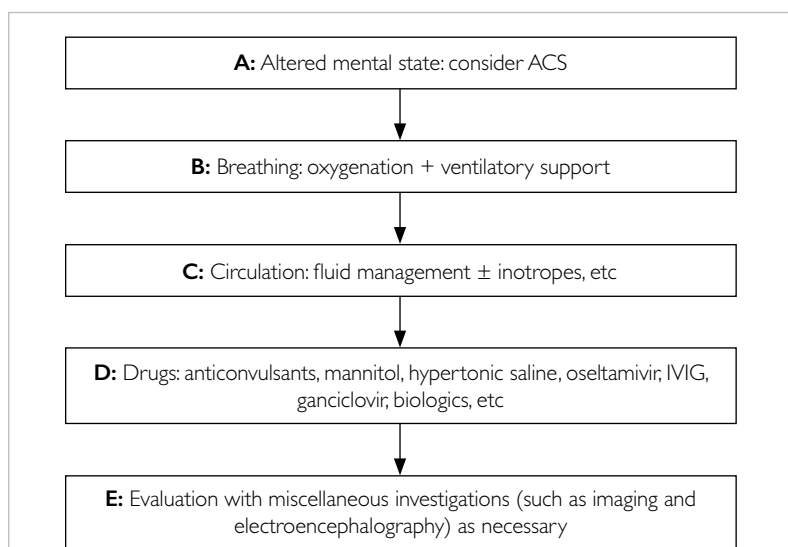 A: Altered mental state: consider ACS
B: Breathing: oxygenation + ventilatory support
C: Circulation: fluid management ± inotropes, etc
D: Drugs: anticonvulsants, mannitol, hypertonic saline, oseltamivir, IVIG,
ganciclovir, biologics, etc
E: Evaluation with miscellaneous investigations (such as imaging and
electroencephalography) as necessary